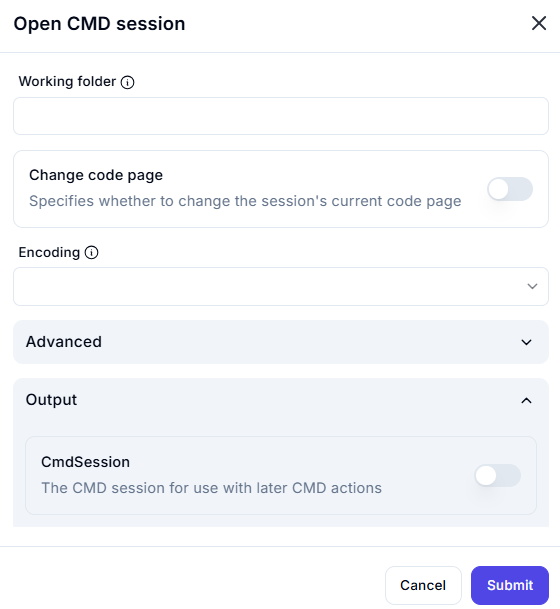 Open CMD session
Working folder
Change code page
Specifies whether to change the session's current code page
Encoding
Advanced
Output
CmdSession
The CMD session for use with later CMD actions
Cancel
Submit